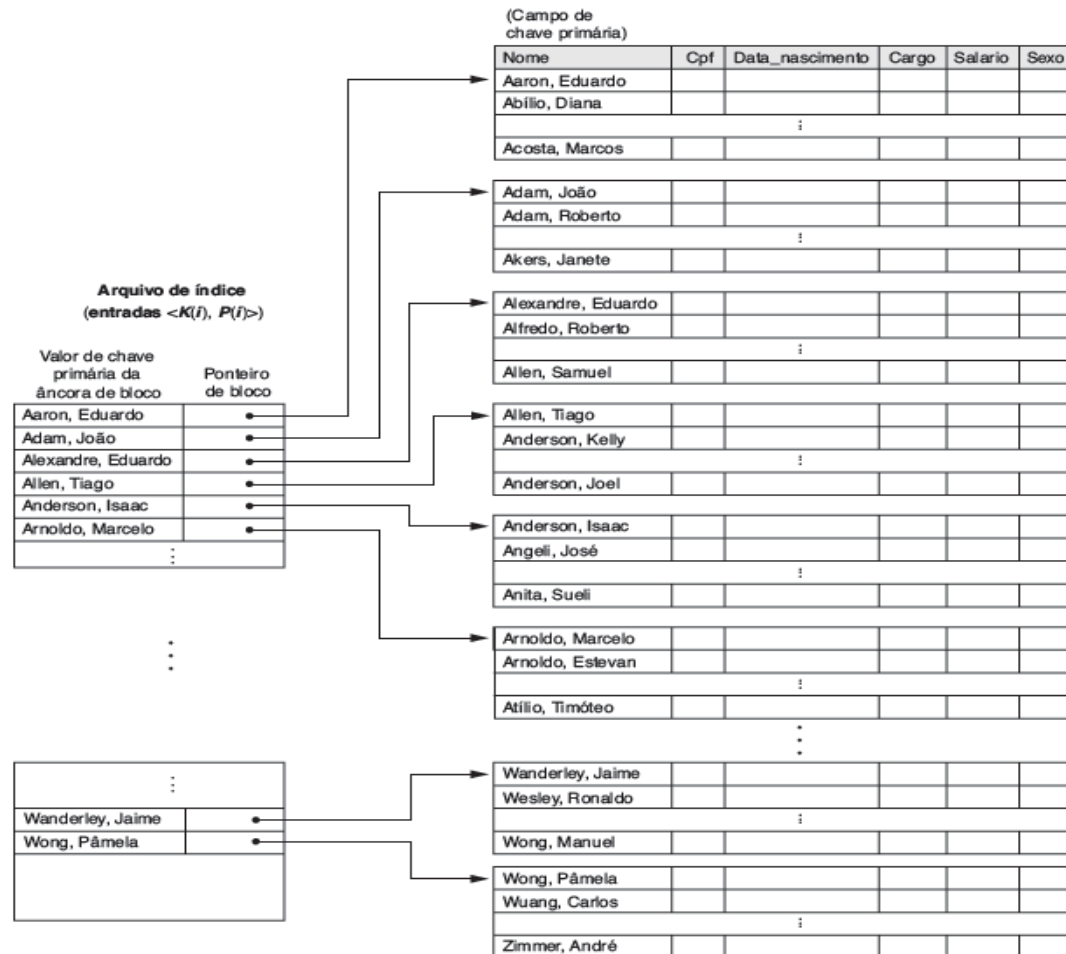 (Campo de
chave primária)
Nome Cpf Data_nascimento Cargo Salario Sexo
Aaron, Eduardo
Abílio, Diana
Acosta, Marcos
Adam, João
Adam, Roberto
Akers, Janete
Alexandre, Eduardo
Alfredo, Roberto
Allen, Samuel
Allen, Tiago
Anderson, Kelly
Anderson, Joel
Anderson, Isaac
Angeli, José
Anita, Sueli
Arnoldo, Marcelo
Arnoldo, Estevan
Atílio, Timóteo
Wanderley, Jaime
Wesley, Ronaldo
Wong, Manuel
Wong, Pâmela
Wuang, Carlos
Zimmer, André
Arquivo de índice
(entradas <K(i), P(i)>)
Valor de chave
primária da
âncora de bloco
Ponteiro
de bloco
Aaron, Eduardo
Adam, João
Alexandre, Eduardo
Allen, Tiago
Anderson, Isaac
Arnoldo, Marcelo
Wanderley, Jaime
Wong, Pâmela